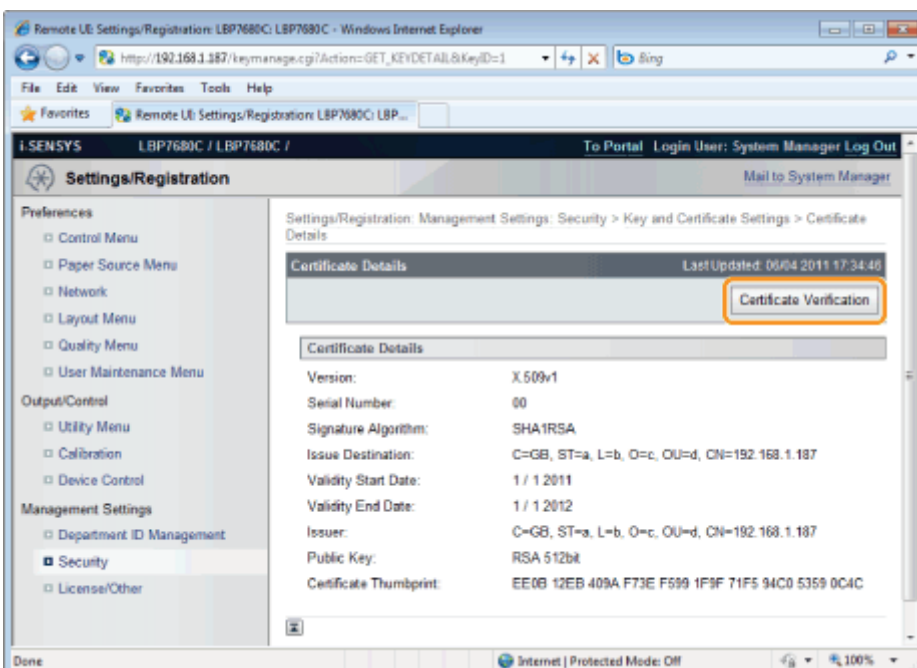 Remote UI: Settings/Registration: LBP7680C: LBP7680C - Windows Internet Explorer
http://192.168.1.187/keymanage.cgi?Action=GET_KEYDETAIL&KeyID=1
Bing
File Edit View Favorites Tools Help
Favorites
Remote UI: Settings/Registration: LBP7680C: LBP...
i-SENSYS LBP7680C / LBP7680C /
To Portal Login User: System Manager Log Out
Settings/Registration
Mail to System Manager
Preferences
Control Menu
Paper Source Menu
Network
Layout Menu
Quality Menu
User Maintenance Menu
Output/Control
Utility Menu
Calibration
Device Control
Management Settings
Department ID Management
Security
License/Other
Settings/Registration: Management Settings: Security > Key and Certificate Settings > Certificate
Details
Certificate Details Last Updated: 06/04 2011 17:34:46
Certificate Verification
Certificate Details
Version: X.509v1
Serial Number: 00
Signature Algorithm: SHA1RSA
Issue Destination: C=GB, ST=a, L=b, O=c, OU=d, CN=192.168.1.187
Validity Start Date: 1 / 1 2011
Validity End Date: 1 / 1 2012
Issuer: C=GB, ST=a, L=b, O=c, OU=d, CN=192.168.1.187
Public Key: RSA 512bit
Certificate Thumbprint: EE0B 12EB 409A F73E F599 1F9F 71F5 94C0 5359 0C4C
Done
Internet | Protected Mode: Off
100%